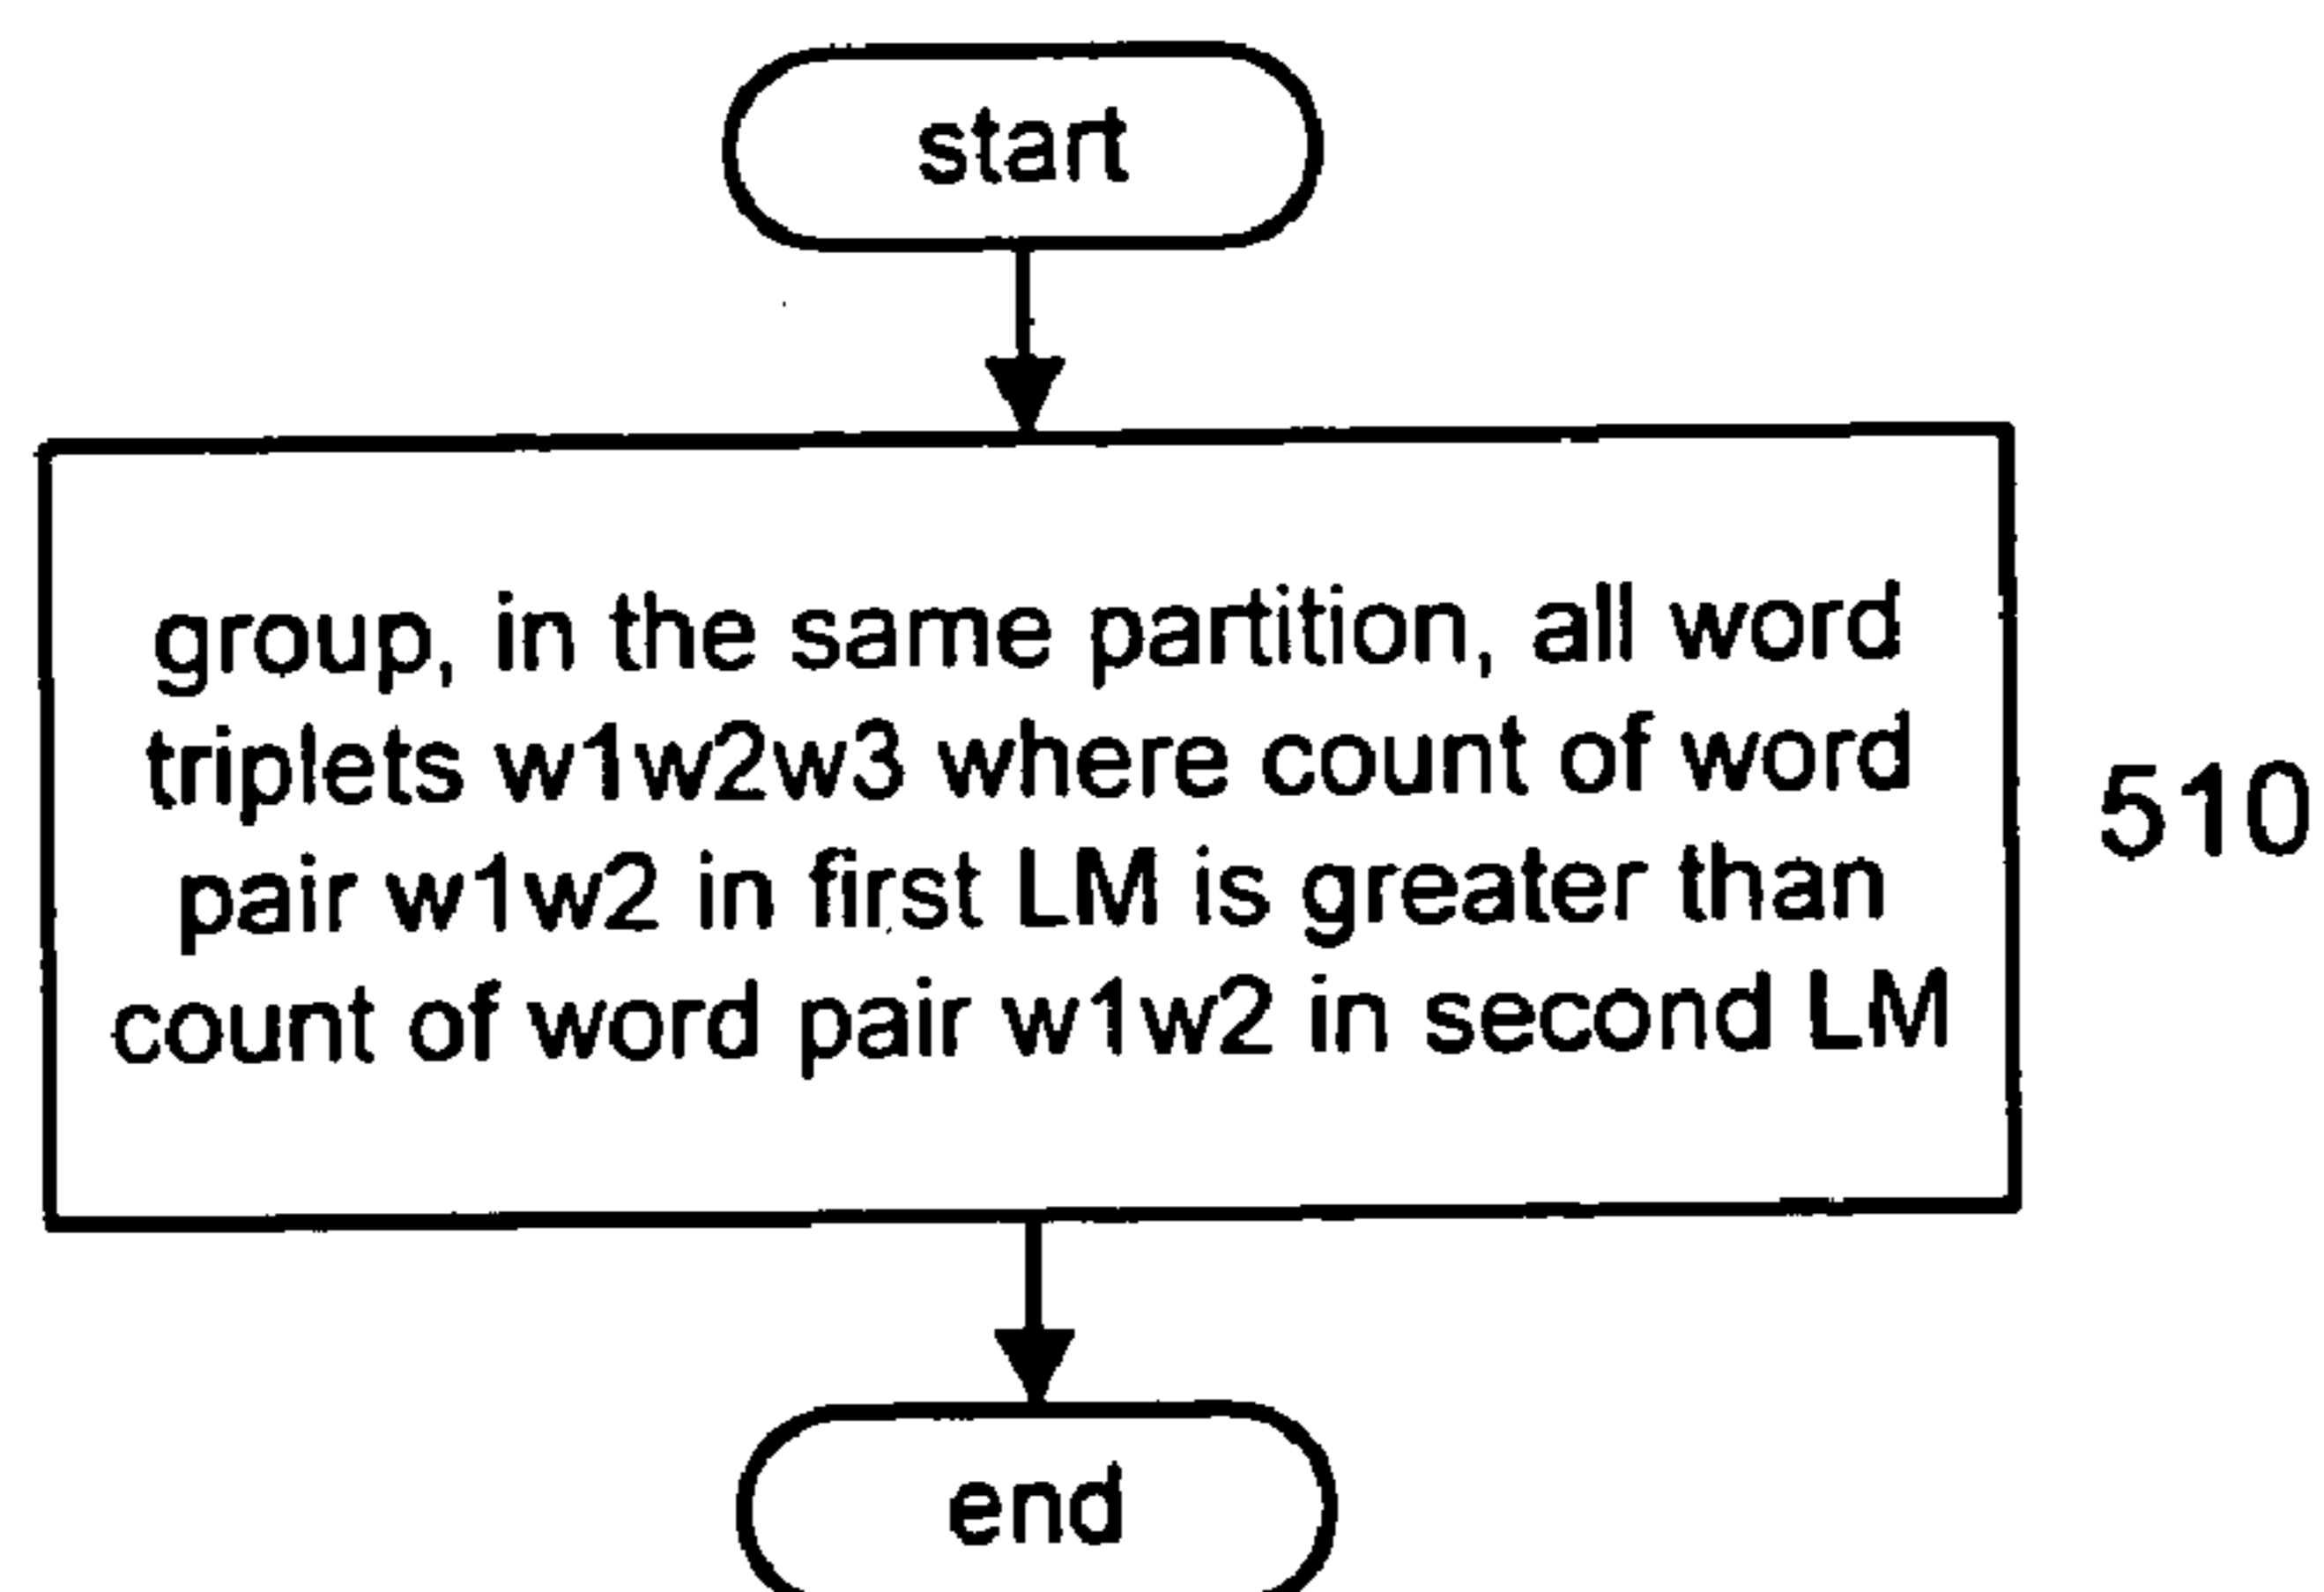 start
group, in the same partition, all word
triplets w1w2w3 where count of word
pair w1w2 in first LM is greater than
count of word pair w1w2 in second LM
510
end